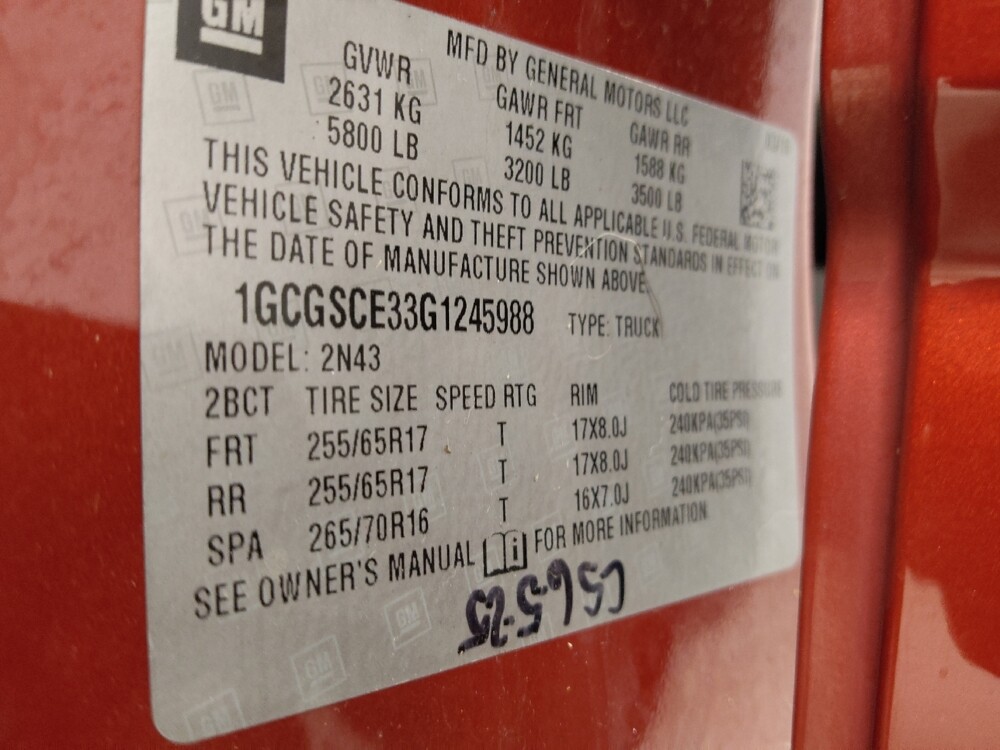 GM
MFD BY GENERAL MOTORS LLC
GVWR GAWR FRT GAWR RR
2631 KG 1452 KG 1588 KG
5800 LB 3200 LB 3500 LB
THIS VEHICLE CONFORMS TO ALL APPLICABLE U.S. FEDERAL MOTOR
VEHICLE SAFETY AND THEFT PREVENTION STANDARDS IN EFFECT ON
THE DATE OF MANUFACTURE SHOWN ABOVE.
1GCGSCE33G1245988 TYPE: TRUCK
MODEL: 2N43
2BCT TIRE SIZE SPEED RTG RIM COLD TIRE PRESSURE
FRT 255/65R17 T 17X8.0J 240KPA(35PSI)
RR 255/65R17 T 17X8.0J 240KPA(35PSI)
SPA 265/70R16 T 16X7.0J 240KPA(35PSI)
SEE OWNER'S MANUAL FOR MORE INFORMATION